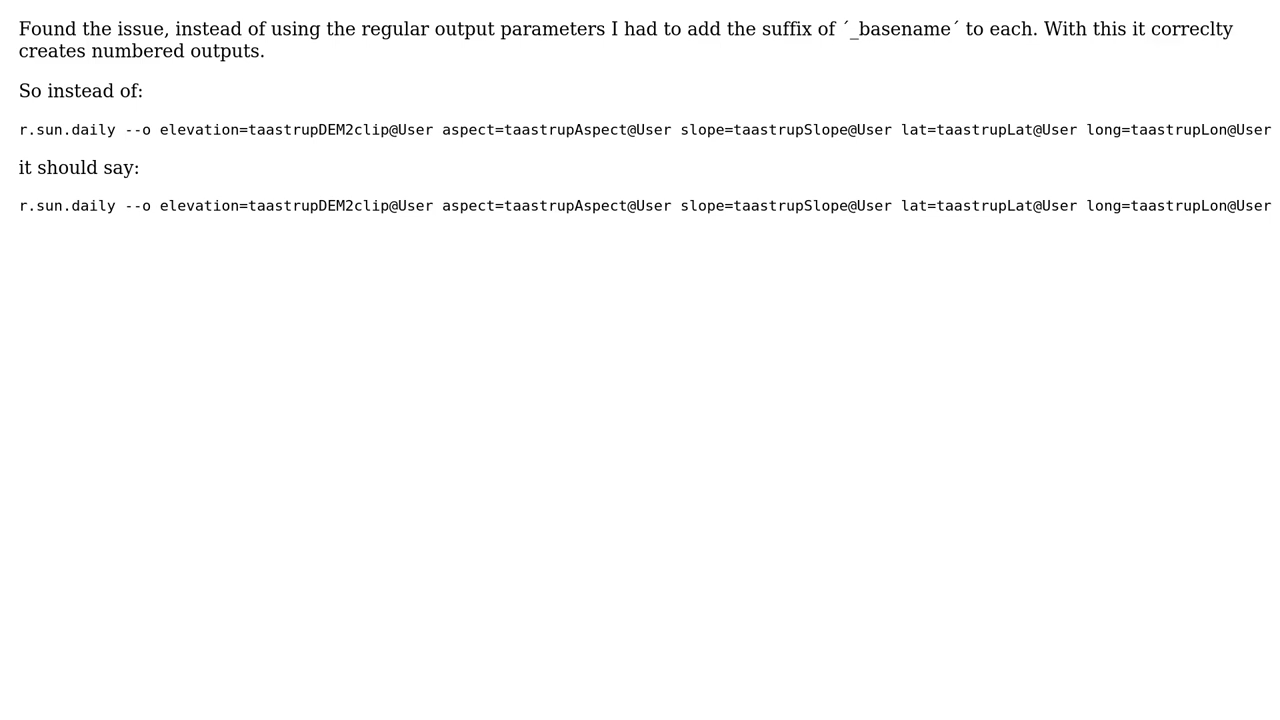 Found the issue, instead of using the regular output parameters I had to add the suffix of ´_basename´ to each. With this it correclty
creates numbered outputs.
So instead of:
r.sun.daily --o elevation=taastrupDEM2clip@User aspect=taastrupAspect@User slope=taastrupSlope@User lat=taastrupLat@User long=taastrupLon@User
it should say:
r.sun.daily --o elevation=taastrupDEM2clip@User aspect=taastrupAspect@User slope=taastrupSlope@User lat=taastrupLat@User long=taastrupLon@User